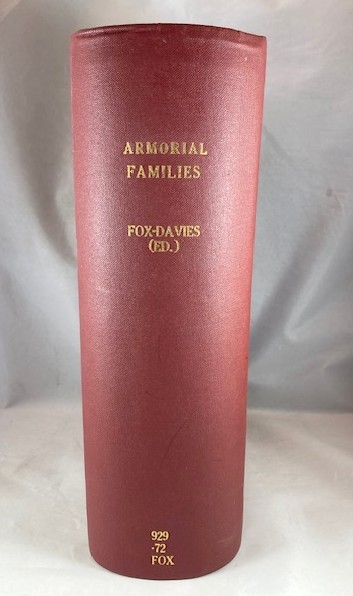 ARMORIAL
FAMILIES
FOX-DAVIES
(ED.)
929
·72
FOX